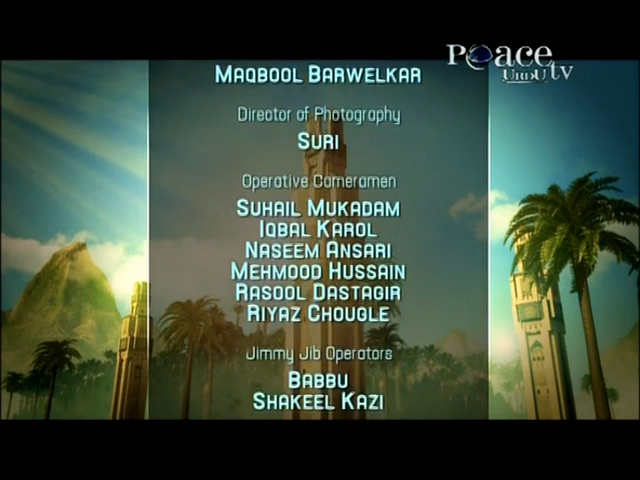 Peace
URDU TV
MAQBOOL BARWELKAR
Director of Photography
SURI
Operative Cameramen
SUHAIL MUKADAM
IQBAL KAROL
NASEEM ANSARI
MEHMOOD HUSSAIN
RASOOL DASTAGIR
RIYAZ CHOUGLE
Jimmy Jib Operators
BABBU
SHAKEEL KAZI